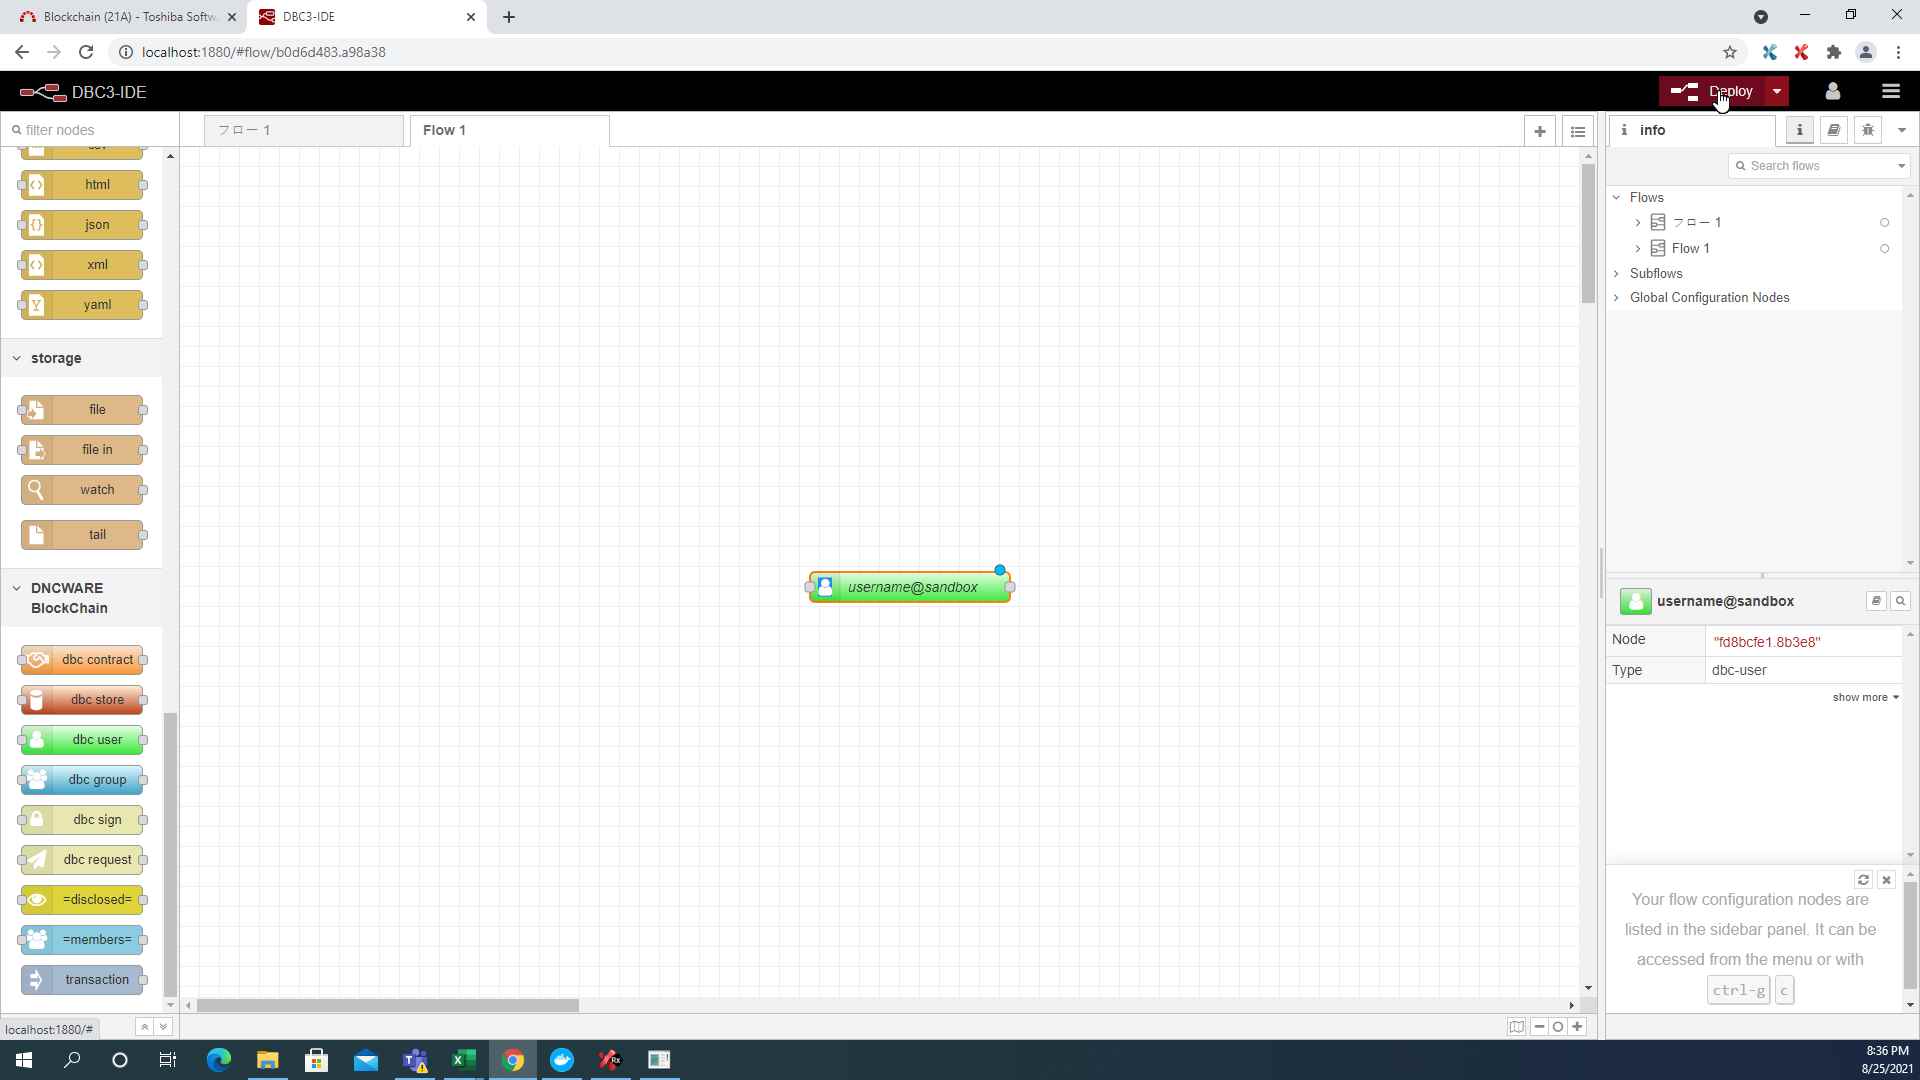 Blockchain (21A) - Toshiba Softw
DBC3-IDE
localhost:1880/#flow/b0d6d483.a98a38
DBC3-IDE
Deploy
filter nodes
フロー 1
Flow 1
info
Search flows
html
json
xml
yaml
storage
file
file in
watch
tail
DNCWARE
BlockChain
dbc contract
dbc store
dbc user
dbc group
dbc sign
dbc request
=disclosed=
=members=
transaction
localhost:1880/#
username@sandbox
Flows
フロー 1
Flow 1
Subflows
Global Configuration Nodes
username@sandbox
Node "fd8bcfe1.8b3e8"
Type dbc-user
show more
Your flow configuration nodes are
listed in the sidebar panel. It can be
accessed from the menu or with
ctrl-g c
8:36 PM
8/25/2021